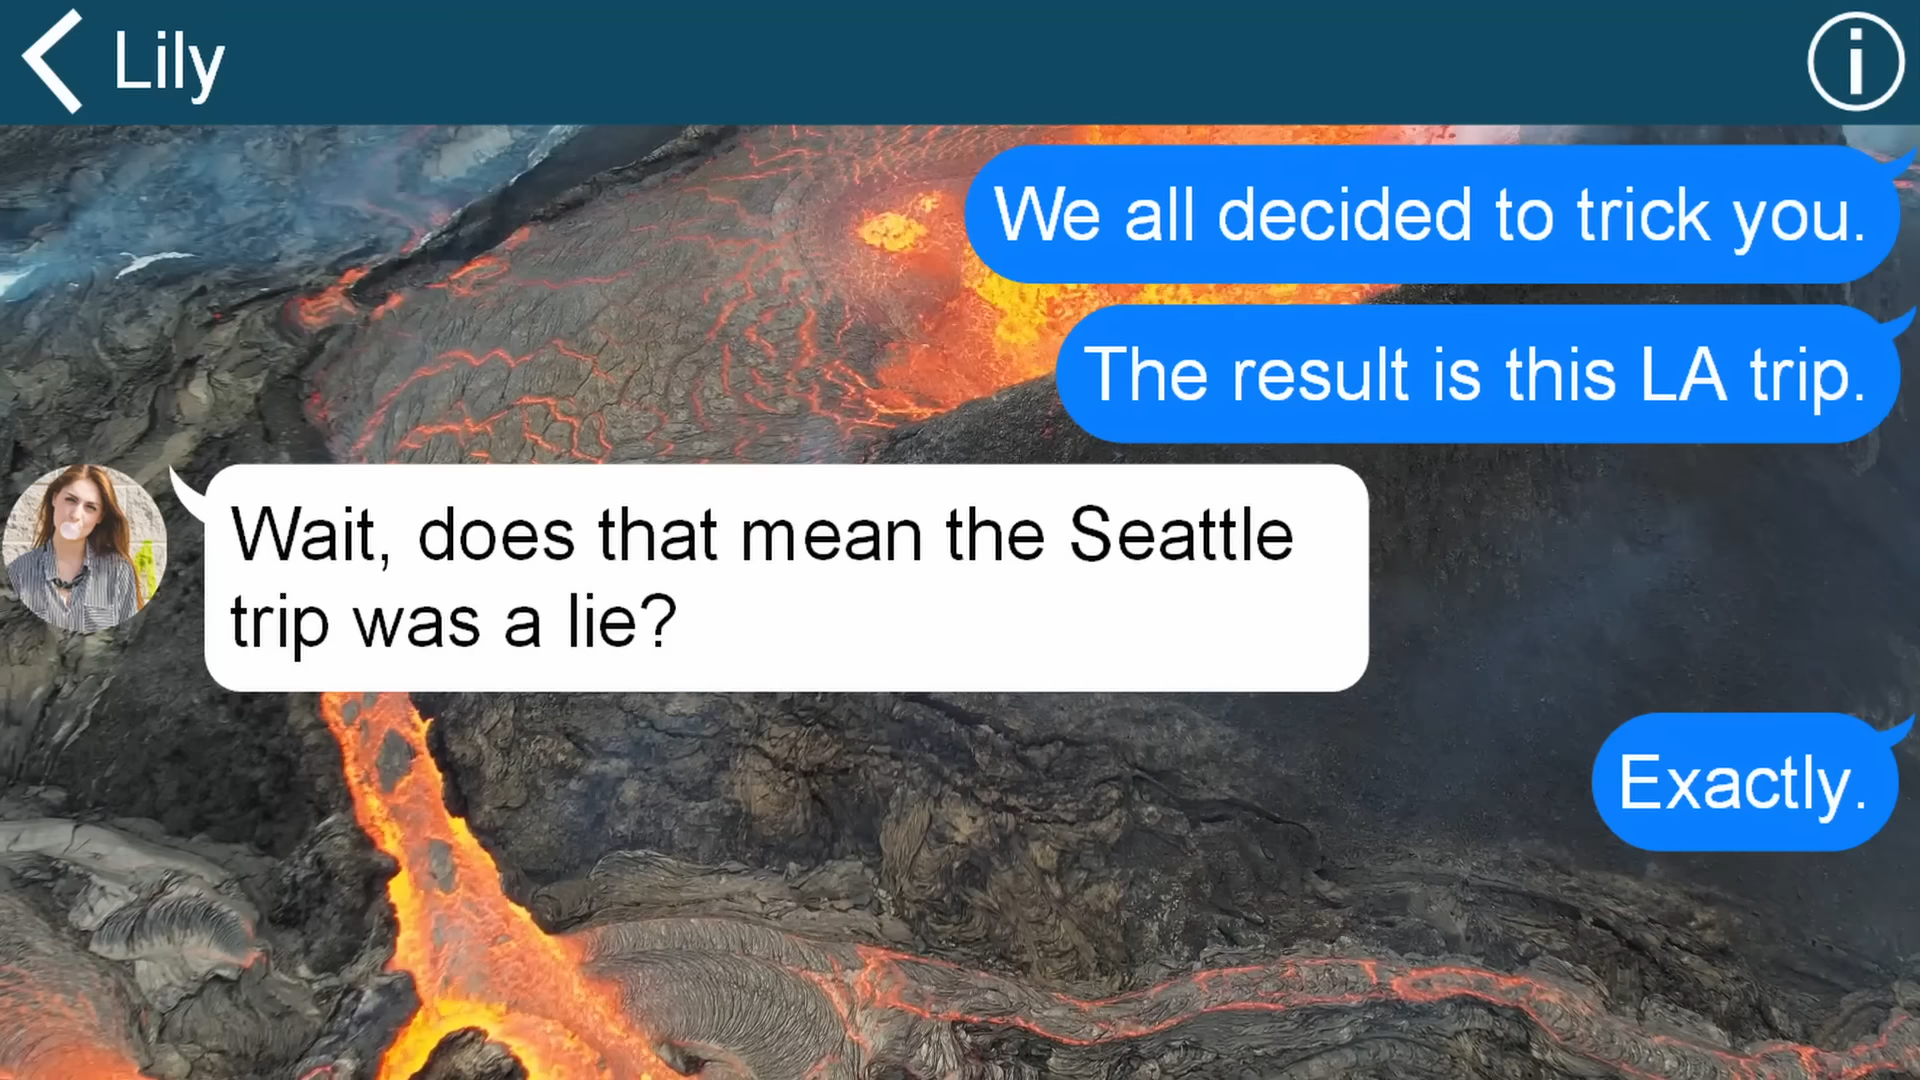 Lily
We all decided to trick you.
The result is this LA trip.
Wait, does that mean the Seattle
trip was a lie?
Exactly.